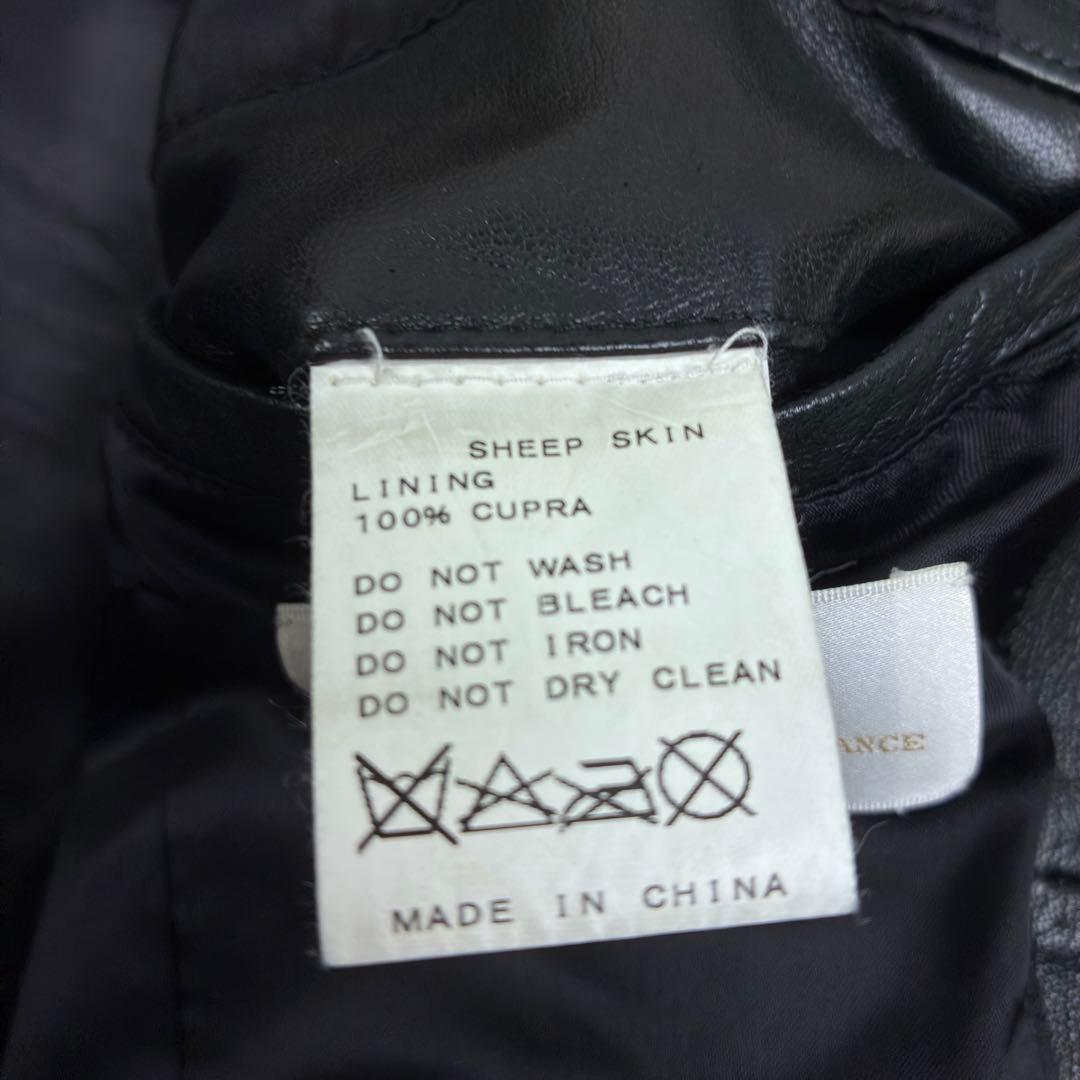 SHEEP SKIN
LINING
100% CUPRA
DO NOT WASH
DO NOT BLEACH
DO NOT IRON
DO NOT DRY CLEAN
ANCE
MADE IN CHINA